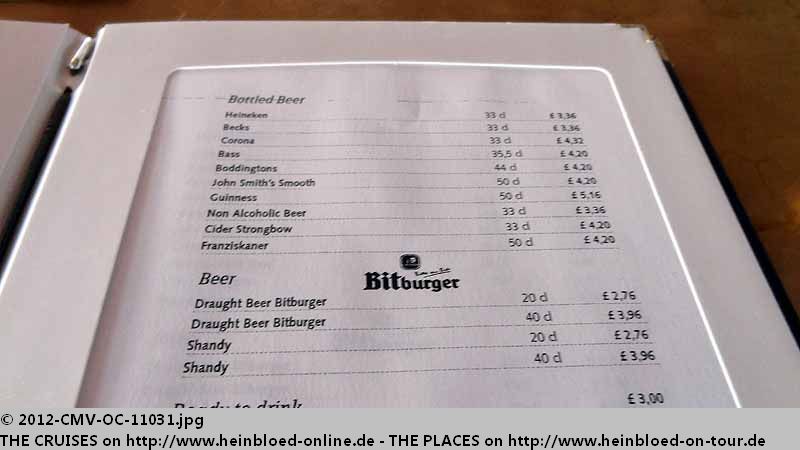 Bottled Beer
Heineken 33 cl £ 3,36
Becks 33 cl £ 3,36
Corona 33 cl £ 4,32
Bass 35,5 cl £ 4,20
Boddingtons 44 cl £ 4,20
John Smith's Smooth 50 cl £ 4,20
Guinness 50 cl £ 5,16
Non Alcoholic Beer 33 cl £ 3,36
Cider Strongbow 33 cl £ 4,20
Franziskaner 50 cl £ 4,20
Beer Bitburger
Draught Beer Bitburger 20 cl £ 2,76
Draught Beer Bitburger 40 cl £ 3,96
Shandy 20 cl £ 2,76
Shandy 40 cl £ 3,96
Ready to drink £ 3,00
© 2012-CMV-OC-11031.jpg
THE CRUISES on http://www.heinbloed-online.de - THE PLACES on http://www.heinbloed-on-tour.de